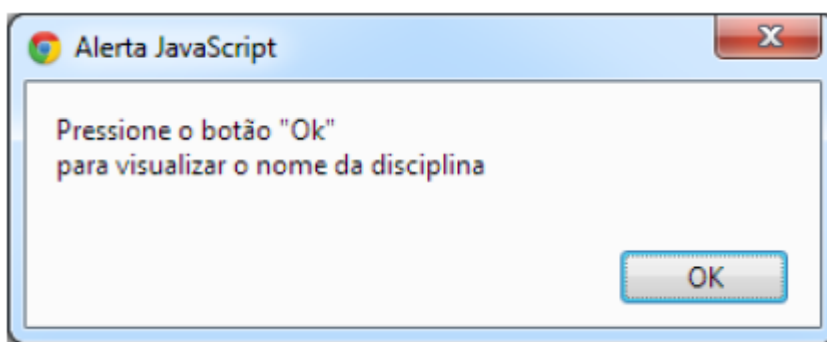 Alerta JavaScript
Pressione o botão "Ok"
para visualizar o nome da disciplina
OK